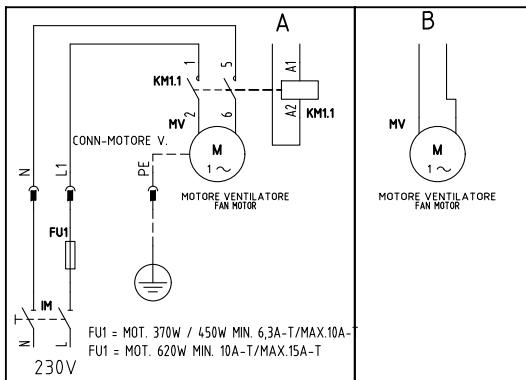 A
B
1
5
A1
KM1.1
A2
KM1.1
2
6
MV
MV
CONN-MOTORE V.
M
1 ~
M
1 ~
N
L1
PE
MOTORE VENTILATORE
FAN MOTOR
MOTORE VENTILATORE
FAN MOTOR
FU1
IM
N
L
FU1 = MOT. 370W / 450W MIN. 6,3A-T/MAX.10A-T
FU1 = MOT. 620W MIN. 10A-T/MAX.15A-T
230V